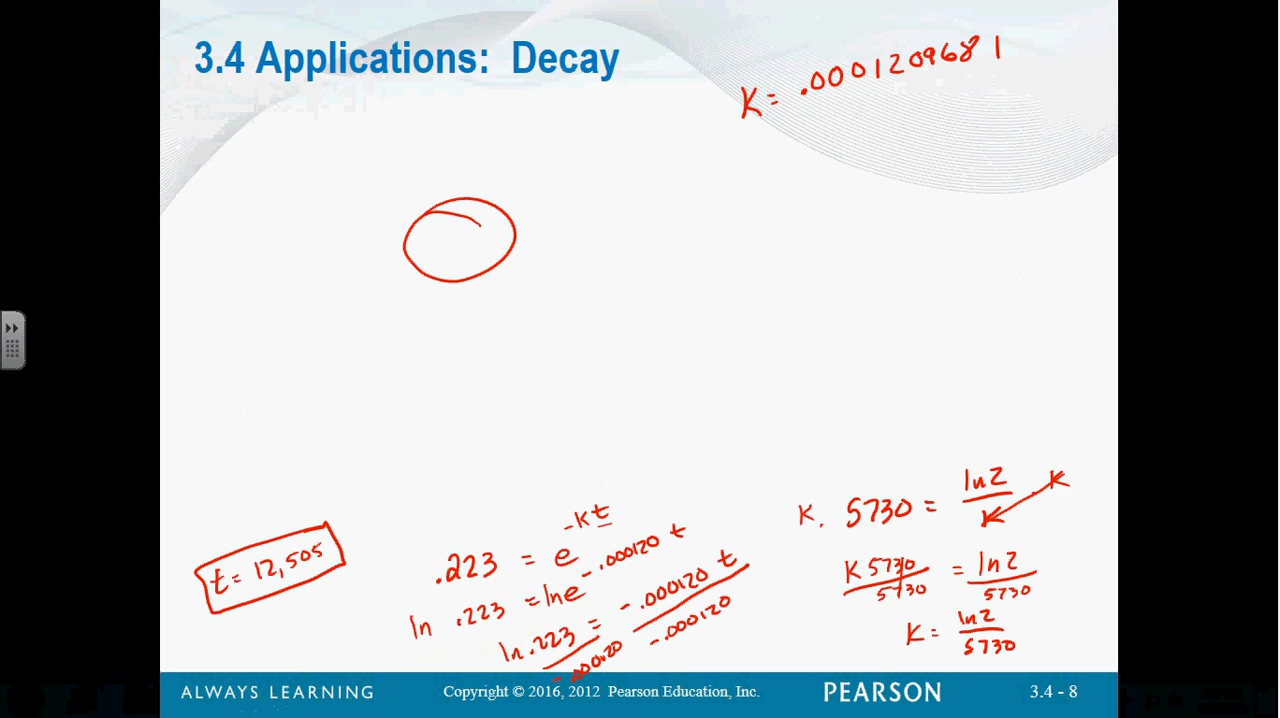 3.4 Applications: Decay
K = .0001209681
t = 12,505
.223 = e^-kt
ln .223 = ln e^-.000120 t
ln .223 = -.000120 t
-.000120 -.000120
K. 5730 = ln2 / K . K
K 5730 / 5730 = ln2 / 5730
K = ln2 / 5730
ALWAYS LEARNING
Copyright © 2016, 2012 Pearson Education, Inc.
PEARSON
3.4 - 8